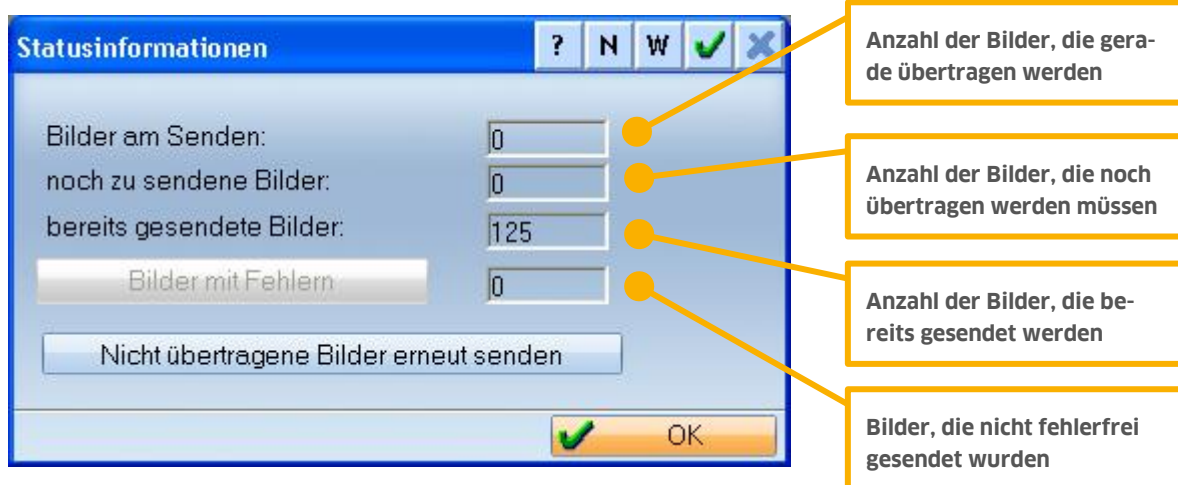 Statusinformationen
? N W
Bilder am Senden: 0
noch zu sendene Bilder: 0
bereits gesendete Bilder: 125
Bilder mit Fehlern 0
Nicht übertragene Bilder erneut senden
OK
Anzahl der Bilder, die gera-
de übertragen werden
Anzahl der Bilder, die noch
übertragen werden müssen
Anzahl der Bilder, die be-
reits gesendet werden
Bilder, die nicht fehlerfrei
gesendet wurden